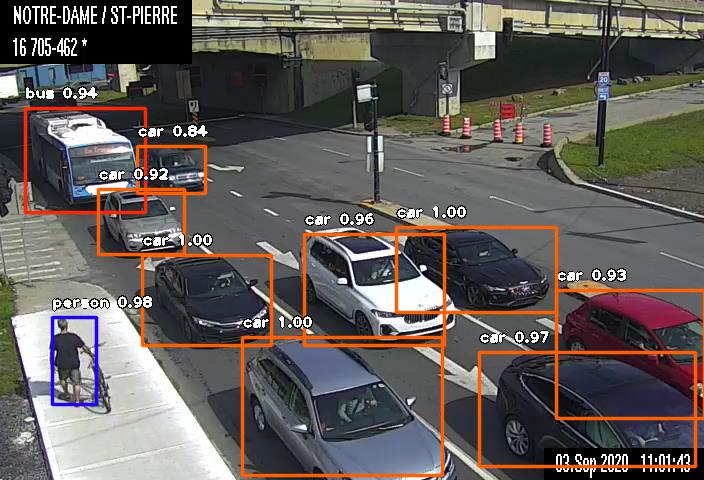 NOTRE-DAME / ST-PIERRE
16 705-462 *
bus 0.94
car 0.84
car 0.92
car 1.00
car 0.96
car 1.00
car 0.93
person 0.98
car 1.00
car 0.97
03 Sep 2020 11:01:43